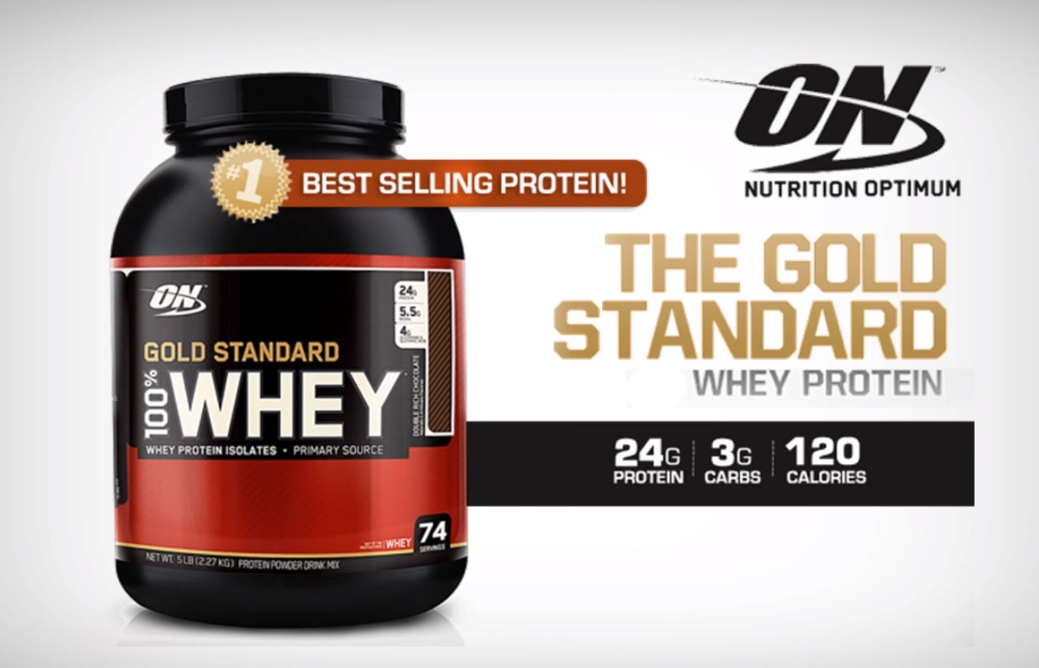 #1 BEST SELLING PROTEIN!
ON™
NUTRITION OPTIMUM
THE GOLD
STANDARD
WHEY PROTEIN
24G
PROTEIN
3G
CARBS
120
CALORIES
ON
GOLD STANDARD
100%
WHEY
WHEY PROTEIN ISOLATES • PRIMARY SOURCE
24G
PROTEIN
5.5G
4G
DOUBLE RICH CHOCOLATE
WHEY
74
SERVINGS
NET WT. 5 LB (2.27 KG) PROTEIN POWDER DRINK MIX